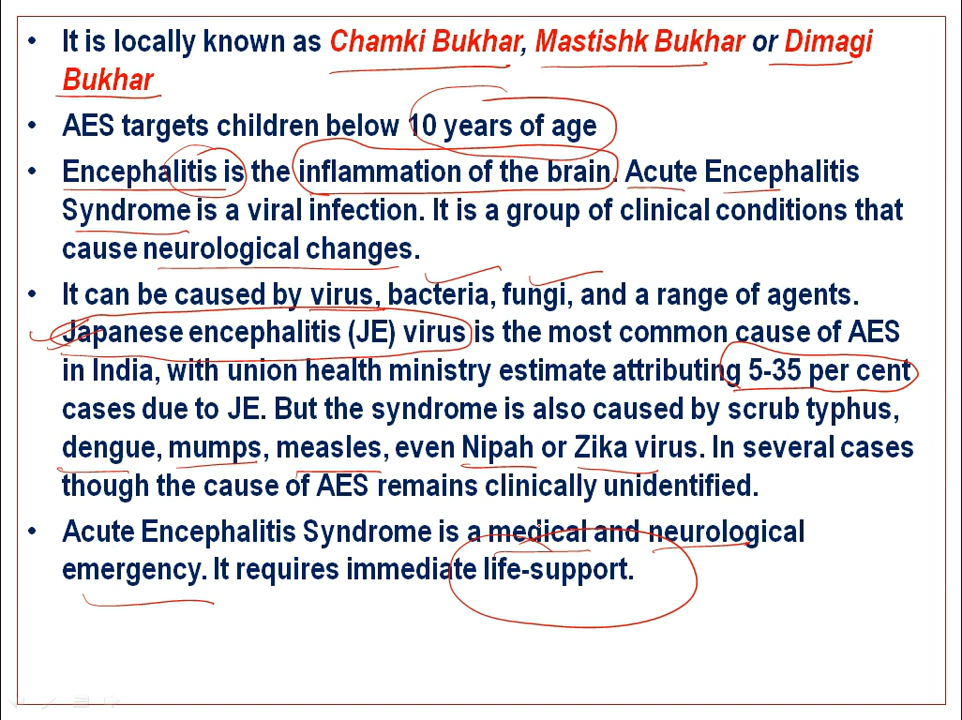 • It is locally known as Chamki Bukhar, Mastishk Bukhar or Dimagi
Bukhar
• AES targets children below 10 years of age
• Encephalitis is the inflammation of the brain. Acute Encephalitis
Syndrome is a viral infection. It is a group of clinical conditions that
cause neurological changes.
• It can be caused by virus, bacteria, fungi, and a range of agents.
Japanese encephalitis (JE) virus is the most common cause of AES
in India, with union health ministry estimate attributing 5-35 per cent
cases due to JE. But the syndrome is also caused by scrub typhus,
dengue, mumps, measles, even Nipah or Zika virus. In several cases
though the cause of AES remains clinically unidentified.
• Acute Encephalitis Syndrome is a medical and neurological
emergency. It requires immediate life-support.